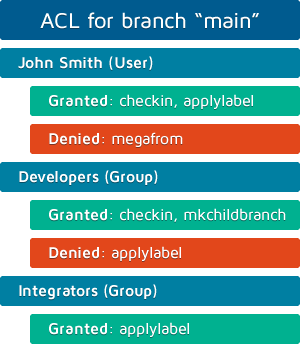 ACL for branch “main”
John Smith (User)
Granted: checkin, applylabel
Denied: megafrom
Developers (Group)
Granted: checkin, mkchildbranch
Denied: applylabel
Integrators (Group)
Granted: applylabel